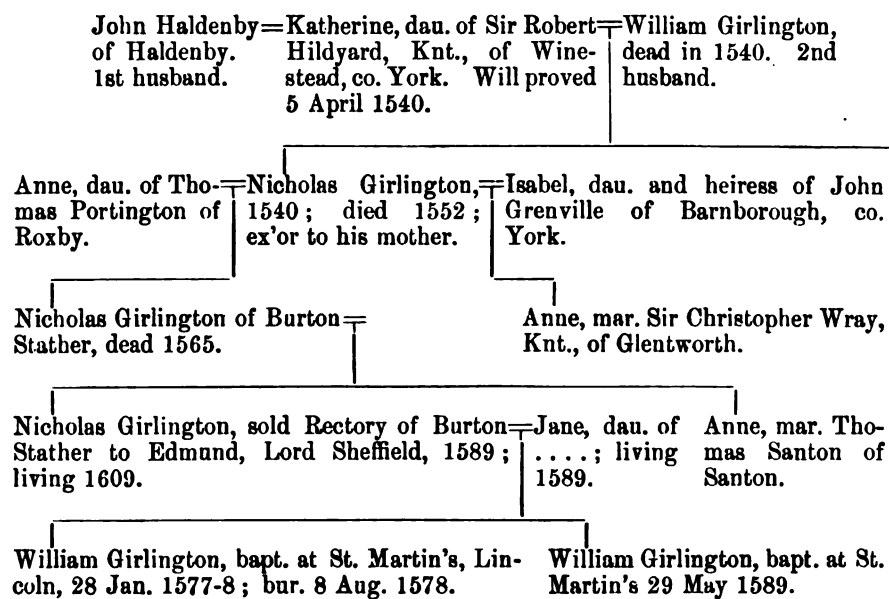 John Haldenby=Katherine, dau. of Sir Robert=William Girlington,
of Haldenby. Hildyard, Knt., of Wine- dead in 1540. 2nd
1st husband. stead, co. York. Will proved husband.
5 April 1540.
Anne, dau. of Tho-=Nicholas Girlington,=Isabel, dau. and heiress of John
mas Portington of 1540 ; died 1552 ; Grenville of Barnborough, co.
Roxby. ex'or to his mother. York.
Nicholas Girlington of Burton= Anne, mar. Sir Christopher Wray,
Stather, dead 1565. Knt., of Glentworth.
Nicholas Girlington, sold Rectory of Burton=Jane, dau. of Anne, mar. Tho-
Stather to Edmund, Lord Sheffield, 1589 ; . . . . ; living mas Santon of
living 1609. 1589. Santon.
William Girlington, bapt. at St. Martin's, Lin- William Girlington, bapt. at St.
coln, 28 Jan. 1577-8 ; bur. 8 Aug. 1578. Martin's 29 May 1589.